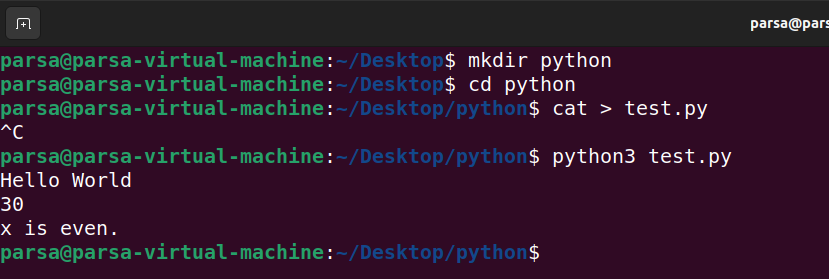 parsa@pars
parsa@parsa-virtual-machine:~/Desktop$ mkdir python
parsa@parsa-virtual-machine:~/Desktop$ cd python
parsa@parsa-virtual-machine:~/Desktop/python$ cat > test.py
^C
parsa@parsa-virtual-machine:~/Desktop/python$ python3 test.py
Hello World
30
x is even.
parsa@parsa-virtual-machine:~/Desktop/python$